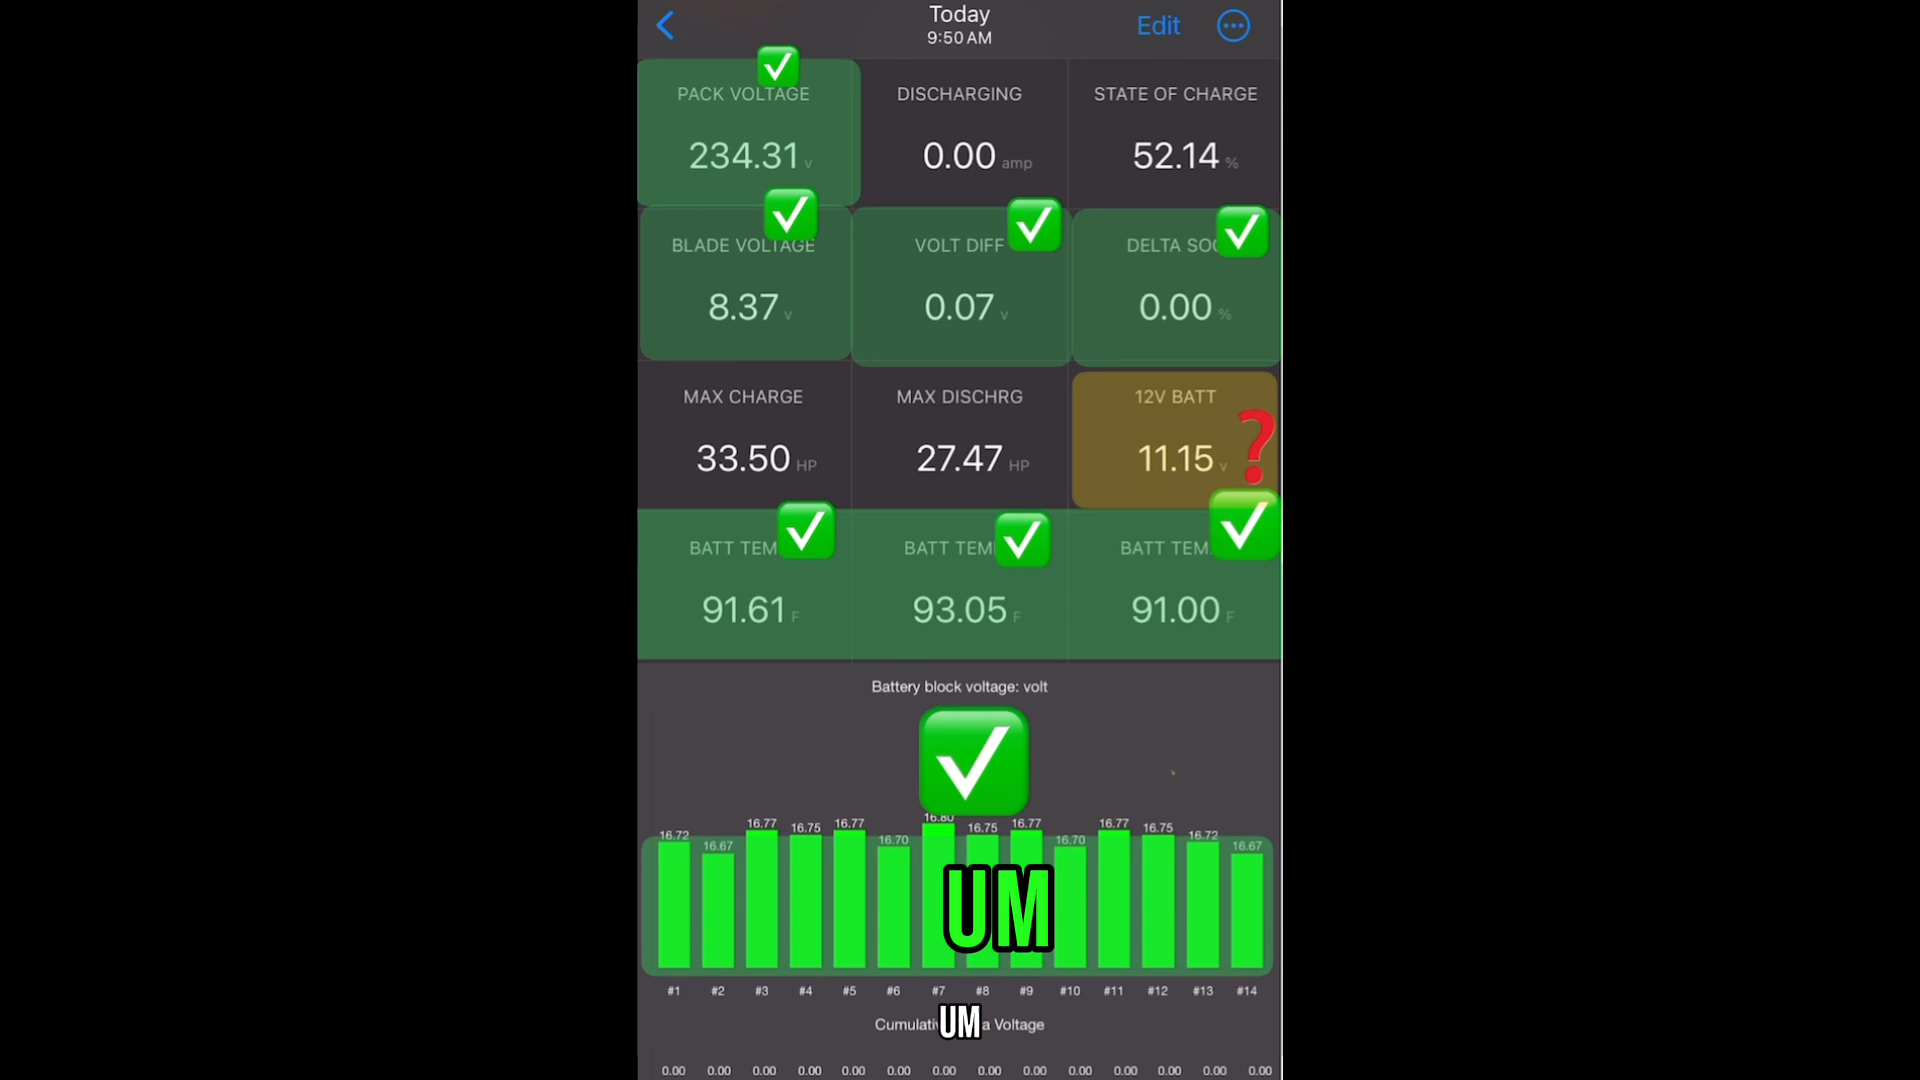 Today
9:50 AM
Edit
PACK VOLTAGE
DISCHARGING
STATE OF CHARGE
234.31 v
0.00 amp
52.14 %
BLADE VOLTAGE
VOLT DIFF
DELTA SOC
8.37 v
0.07 v
0.00 %
MAX CHARGE
MAX DISCHRG
12V BATT
33.50 HP
27.47 HP
11.15 v
BATT TEM
BATT TEM
BATT TEM
91.61 F
93.05 F
91.00 F
Battery block voltage: volt
16.72 16.67 16.77 16.75 16.77 16.70 16.80 16.75 16.77 16.70 16.77 16.75 16.72 16.67
UM
#1 #2 #3 #4 #5 #6 #7 #8 #9 #10 #11 #12 #13 #14
UM
Cumulati a Voltage
0.00 0.00 0.00 0.00 0.00 0.00 0.00 0.00 0.00 0.00 0.00 0.00 0.00 0.00